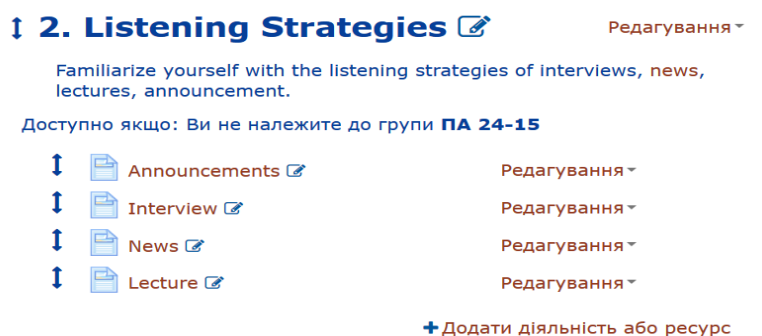 2. Listening Strategies Редагування
Familiarize yourself with the listening strategies of interviews, news,
lectures, announcement.
Доступно якщо: Ви не належите до групи ПА 24-15
Announcements Редагування
Interview Редагування
News Редагування
Lecture Редагування
Додати діяльність або ресурс